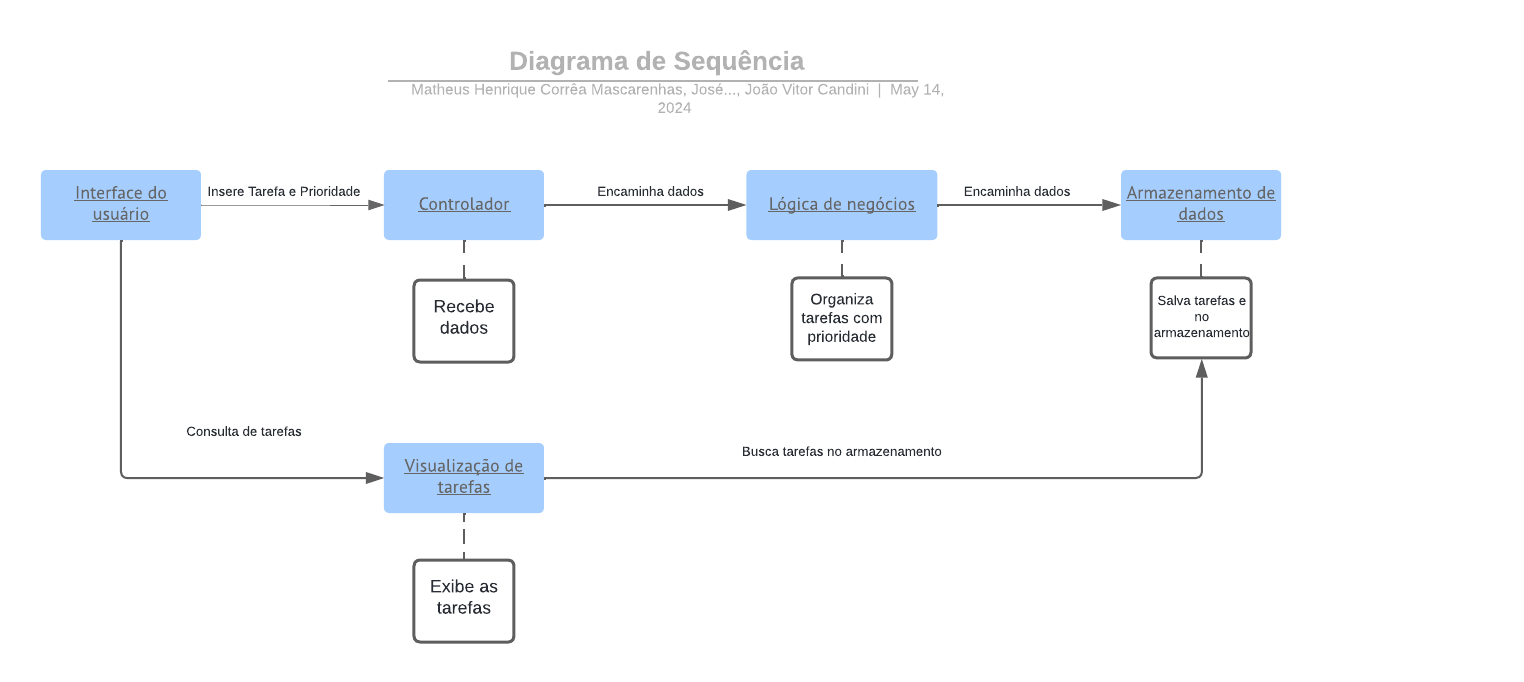 Diagrama de Sequência
Matheus Henrique Corrêa Mascarenhas, José..., João Vitor Candini | May 14,
2024
Interface do
usuário
Insere Tarefa e Prioridade
Controlador
Encaminha dados
Lógica de negócios
Encaminha dados
Armazenamento de
dados
Recebe
dados
Organiza
tarefas com
prioridade
Salva tarefas e
no
armazenamento
Consulta de tarefas
Visualização de
tarefas
Busca tarefas no armazenamento
Exibe as
tarefas